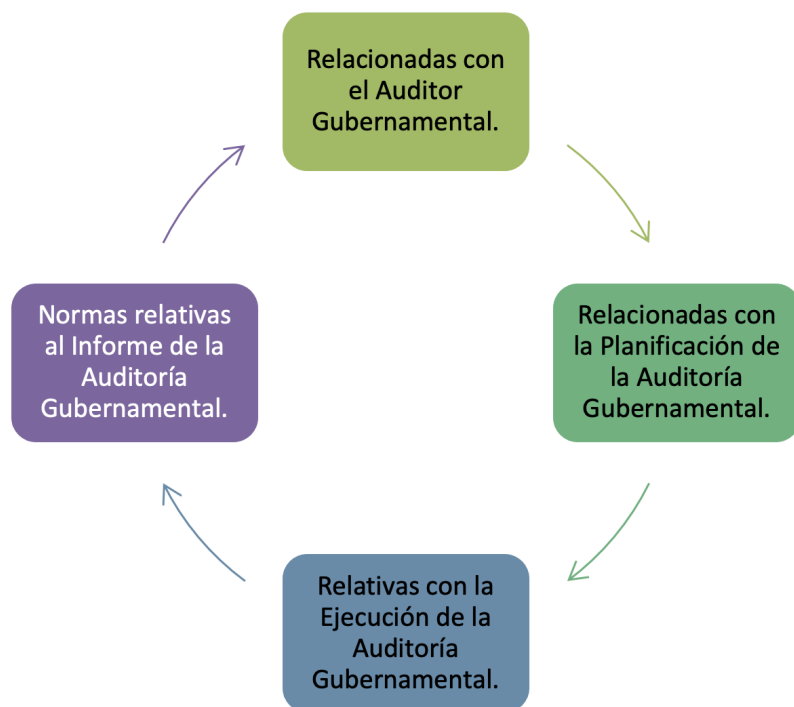 Relacionadas con
el Auditor
Gubernamental.
Relacionadas con
la Planificación de
la Auditoría
Gubernamental.
Relativas con la
Ejecución de la
Auditoría
Gubernamental.
Normas relativas
al Informe de la
Auditoría
Gubernamental.